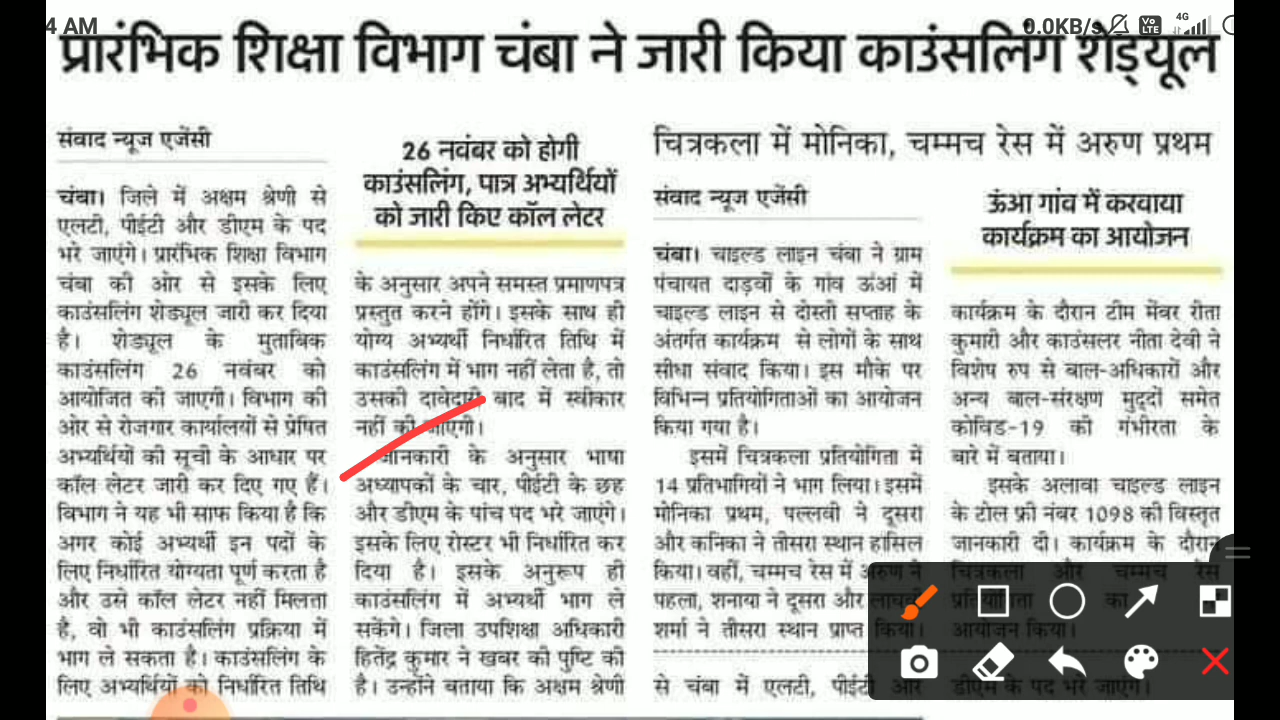 4 AM
0.0KB/s
Vo
LTE
4G
प्रारंभिक शिक्षा विभाग चंबा ने जारी किया काउंसलिंग शेड्यूल
संवाद न्यूज एजेंसी
चंबा। जिले में अक्षम श्रेणी से
एलटी, पीईटी और डीएम के पद
भरे जाएंगे। प्रारंभिक शिक्षा विभाग
चंबा की ओर से इसके लिए
काउंसलिंग शेड्यूल जारी कर दिया
है। शेड्यूल के मुताबिक
काउंसलिंग 26 नवंबर को
आयोजित की जाएगी। विभाग की
ओर से रोजगार कार्यालयों से प्रेषित
अभ्यर्थियों की सूची के आधार पर
कॉल लेटर जारी कर दिए गए हैं।
विभाग ने यह भी साफ किया है कि
अगर कोई अभ्यर्थी इन पदों के
लिए निर्धारित योग्यता पूर्ण करता है
और उसे कॉल लेटर नहीं मिलता
है, वो भी काउंसलिंग प्रक्रिया में
भाग ले सकता है। काउंसलिंग के
लिए अभ्यर्थियों को निर्धारित तिथि
26 नवंबर को होगी
काउंसलिंग, पात्र अभ्यर्थियों
को जारी किए कॉल लेटर
के अनुसार अपने समस्त प्रमाणपत्र
प्रस्तुत करने होंगे। इसके साथ ही
योग्य अभ्यर्थी निर्धारित तिथि में
काउंसलिंग में भाग नहीं लेता है, तो
उसकी दावेदारी बाद में स्वीकार
नहीं की जाएगी।
जानकारी के अनुसार भाषा
अध्यापकों के चार, पीईटी के छह
और डीएम के पांच पद भरे जाएंगे।
इसके लिए रोस्टर भी निर्धारित कर
दिया है। इसके अनुरूप ही
काउंसलिंग में अभ्यर्थी भाग ले
सकेंगे। जिला उपशिक्षा अधिकारी
हितेंद्र कुमार ने खबर की पुष्टि की
है। उन्होंने बताया कि अक्षम श्रेणी
चित्रकला में मोनिका, चम्मच रेस में अरुण प्रथम
संवाद न्यूज एजेंसी
चंबा। चाइल्ड लाइन चंबा ने ग्राम
पंचायत दाड़वीं के गांव ऊंआं में
चाइल्ड लाइन से दोस्ती सप्ताह के
अंतर्गत कार्यक्रम से लोगों के साथ
सीधा संवाद किया। इस मौके पर
विभिन्न प्रतियोगिताओं का आयोजन
किया गया है।
इसमें चित्रकला प्रतियोगिता में
14 प्रतिभागियों ने भाग लिया। इसमें
मोनिका प्रथम, पल्लवी ने दूसरा
और कनिका ने तीसरा स्थान हासिल
किया। वहीं, चम्मच रेस में अरुण ने
पहला, शनाया ने दूसरा और लाघवी
शर्मा ने तीसरा स्थान प्राप्त किया।
ऊंआ गांव में करवाया
कार्यक्रम का आयोजन
कार्यक्रम के दौरान टीम मेंबर रीता
कुमारी और काउंसलर नीता देवी ने
विशेष रुप से बाल-अधिकारों और
अन्य बाल-संरक्षण मुद्दों समेत
कोविड-19 की गंभीरता के
बारे में बताया।
इसके अलावा चाइल्ड लाइन
के टोल फ्री नंबर 1098 की विस्तृत
जानकारी दी। कार्यक्रम के दौरान
चित्रकला और चम्मच रेस
प्रतियोगिता का
आयोजन किया।
से चंबा में एलटी, पीईटी और
डीएम के पद भरे जाएंगे।